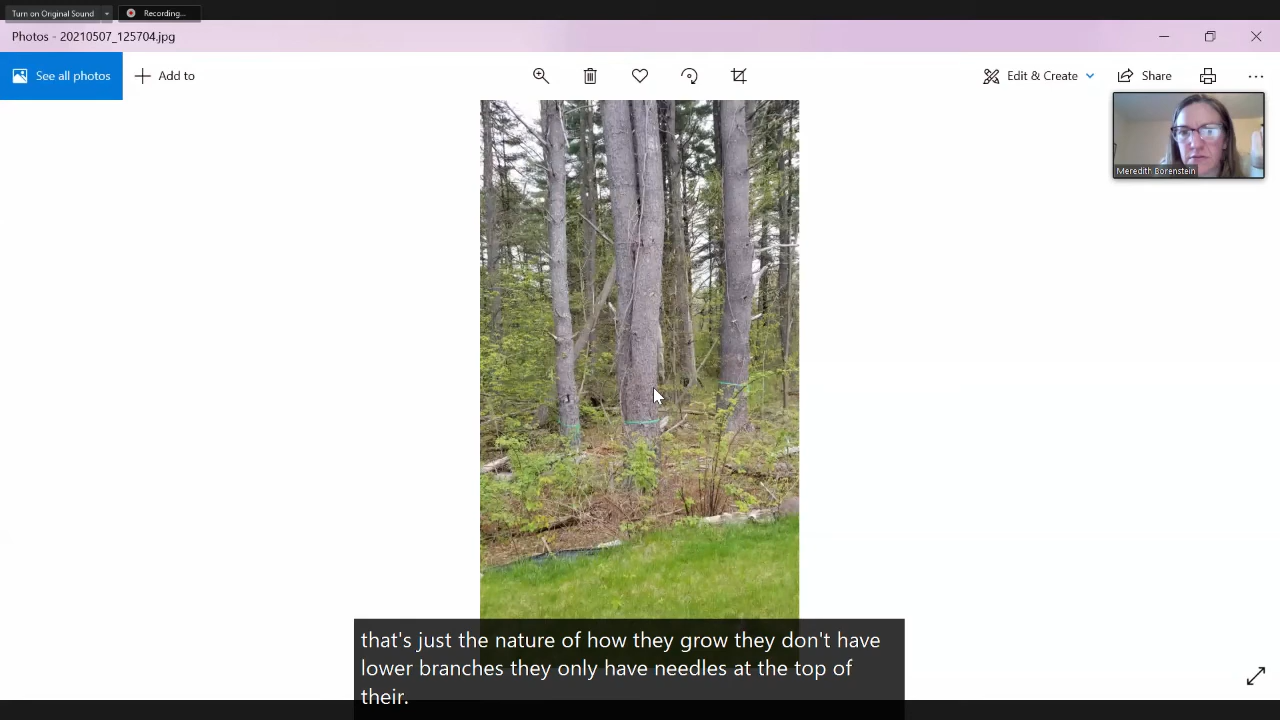 Turn on Original Sound
Recording...
Photos - 20210507_125704.jpg
See all photos
Add to
Edit & Create
Share
Meredith Borenstein
that's just the nature of how they grow they don't have
lower branches they only have needles at the top of
their.